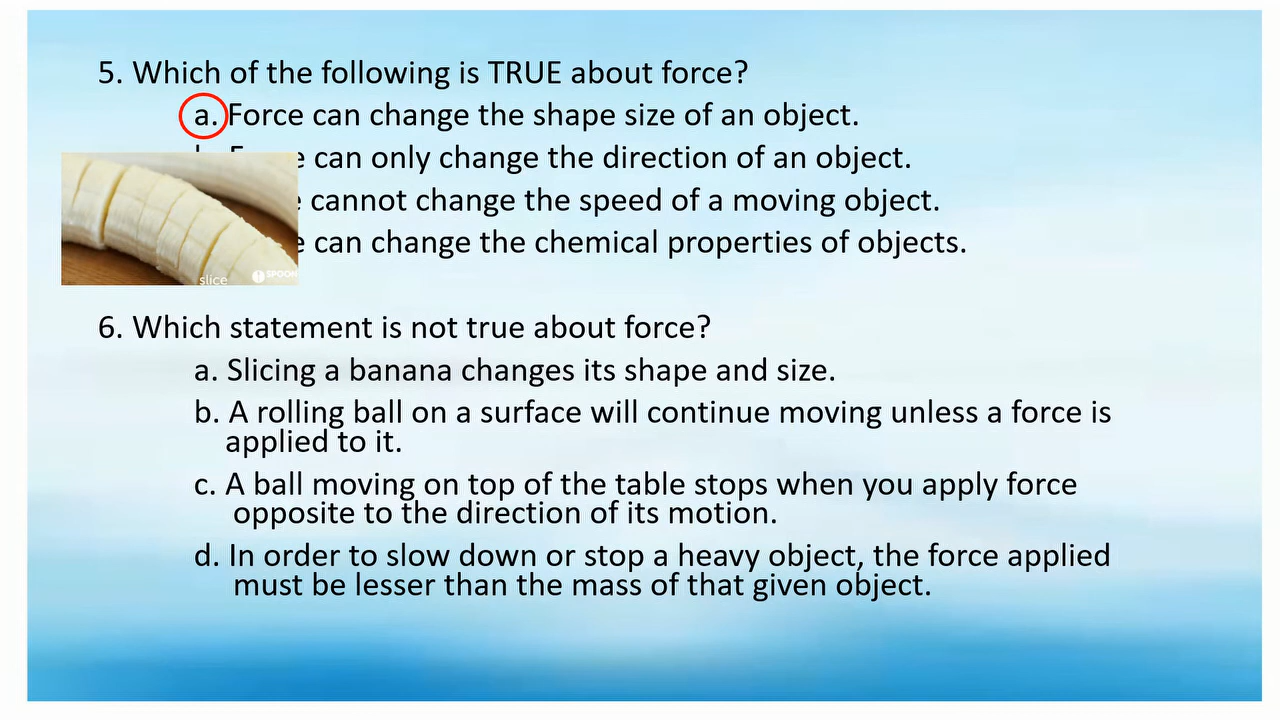 5. Which of the following is TRUE about force?
a. Force can change the shape size of an object.
can only change the direction of an object.
cannot change the speed of a moving object.
can change the chemical properties of objects.
slice
SPOON
6. Which statement is not true about force?
a. Slicing a banana changes its shape and size.
b. A rolling ball on a surface will continue moving unless a force is
applied to it.
c. A ball moving on top of the table stops when you apply force
opposite to the direction of its motion.
d. In order to slow down or stop a heavy object, the force applied
must be lesser than the mass of that given object.